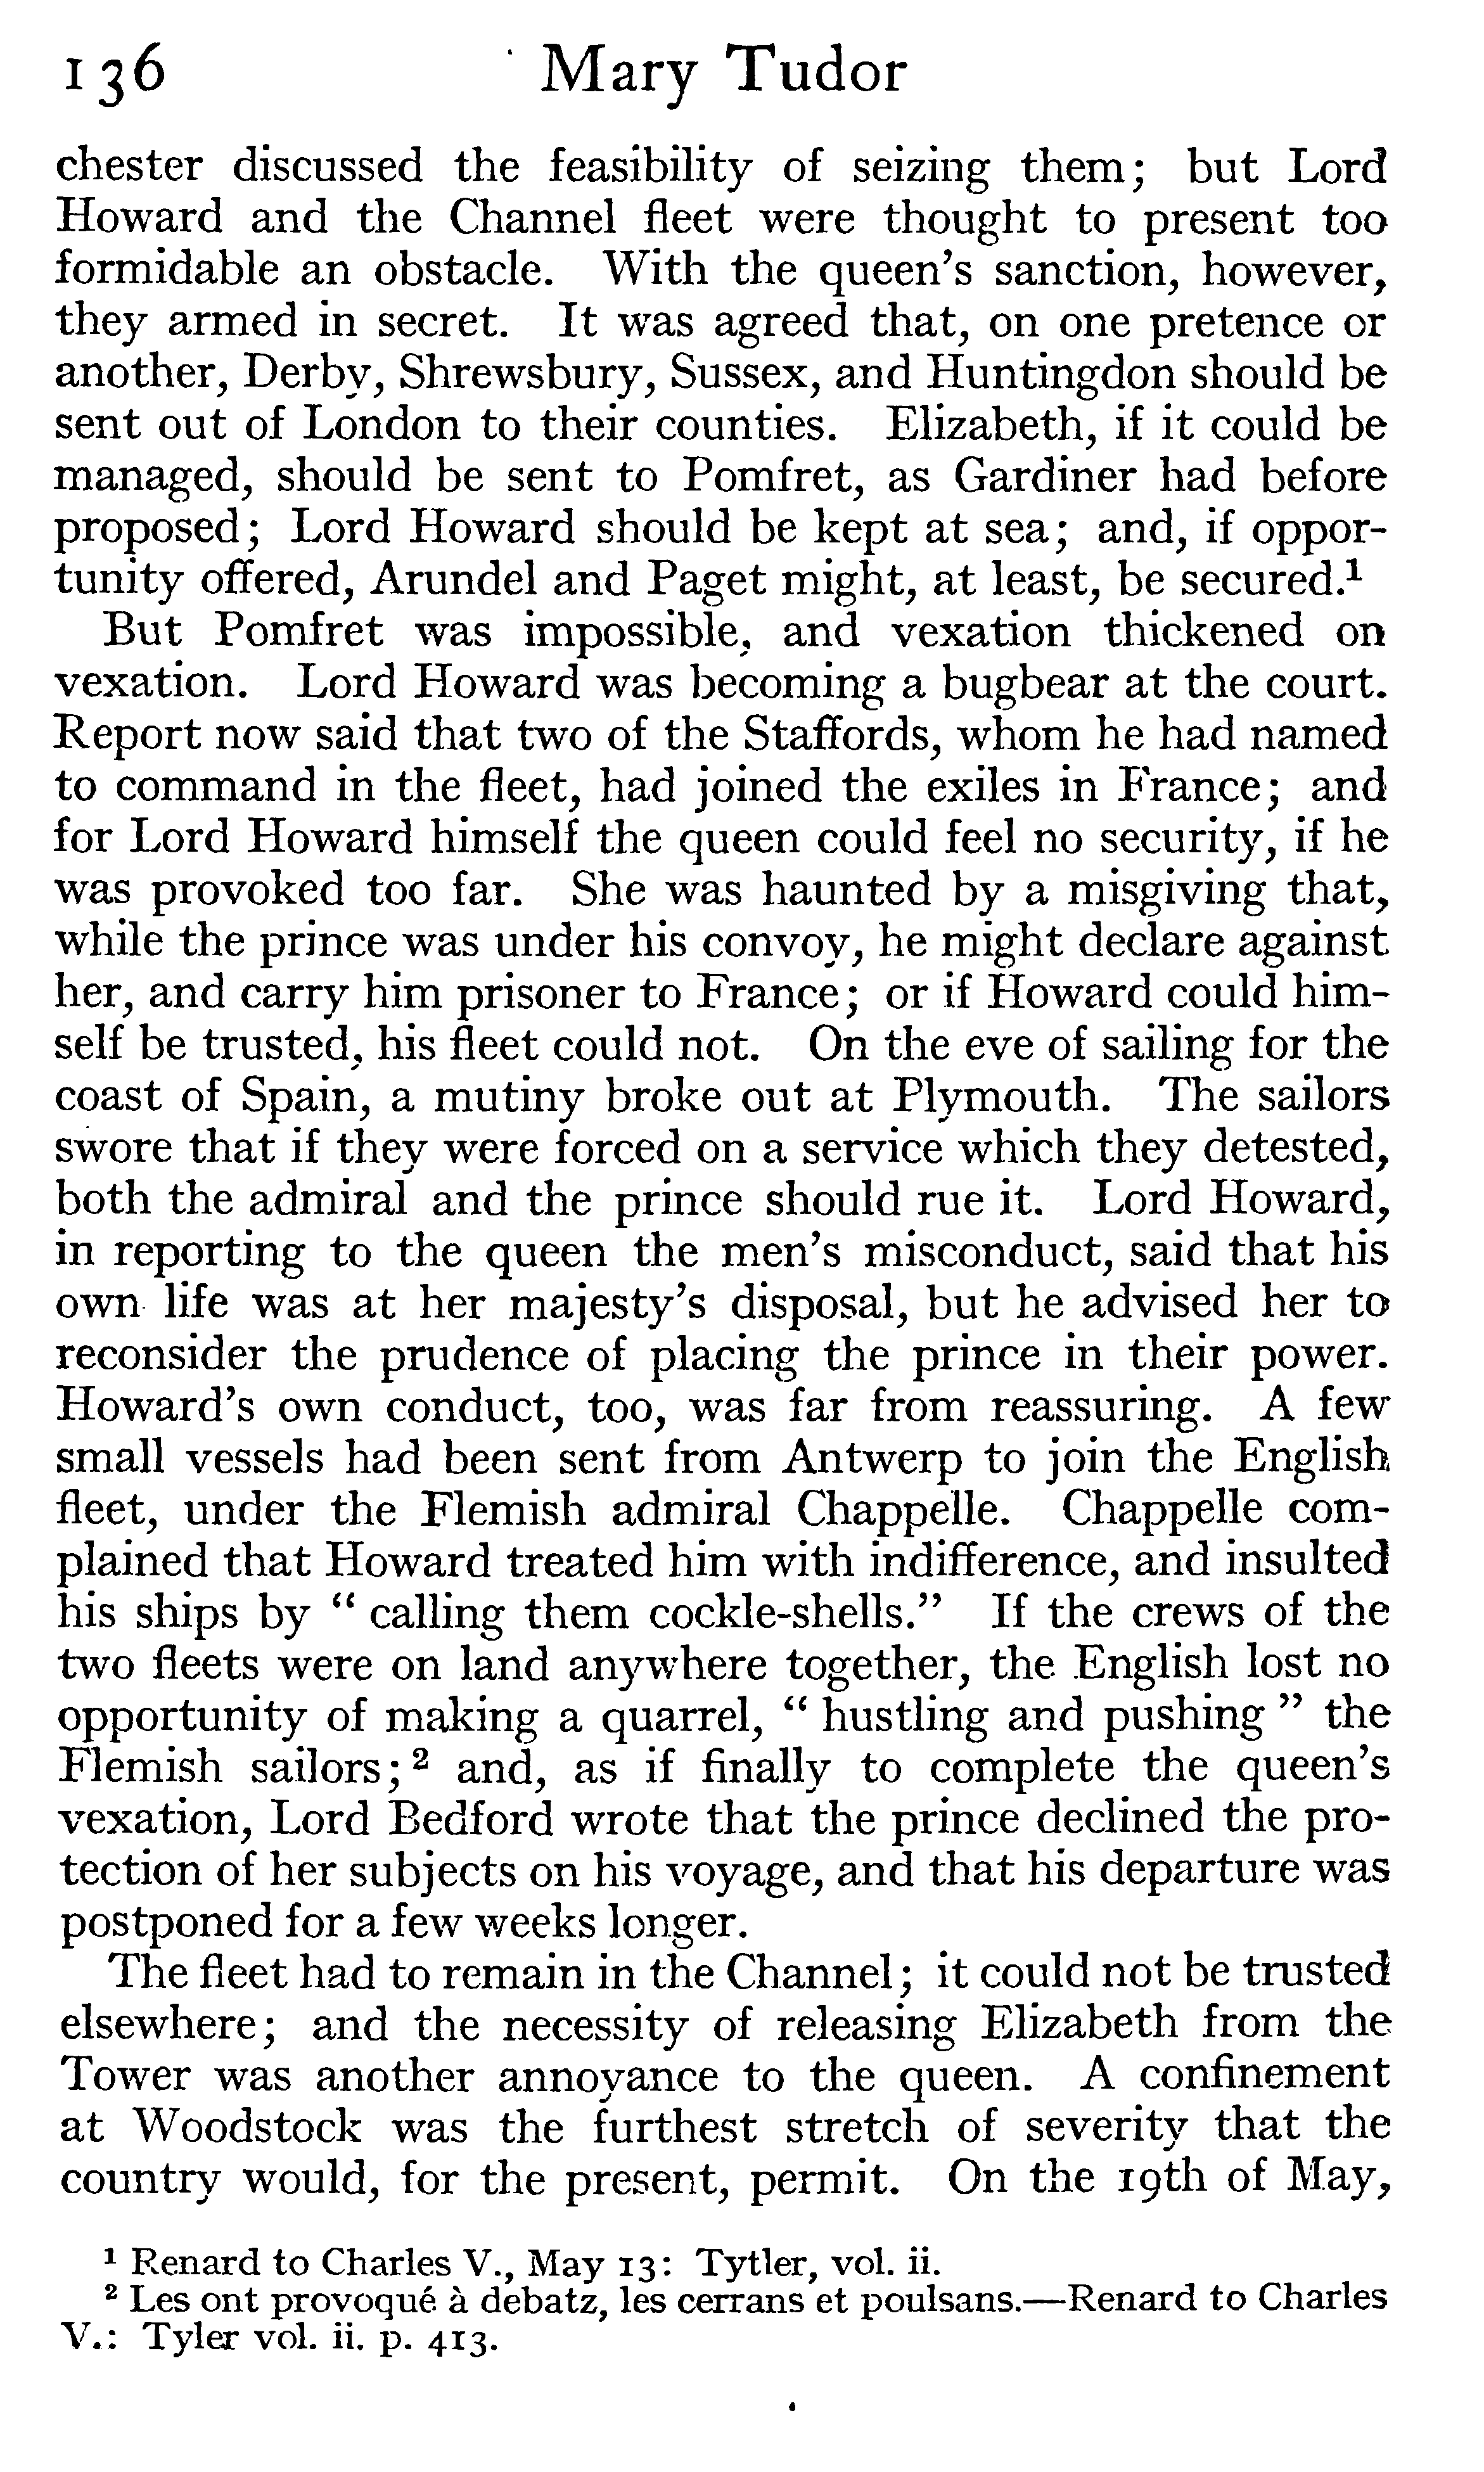 136 Mary Tudor
chester discussed the feasibility of seizing them; but Lord
Howard and the Channel fleet were thought to present too
formidable an obstacle. With the queen's sanction, however,
they armed in secret. It was agreed that, on one pretence or
another, Derby, Shrewsbury, Sussex, and Huntingdon should be
sent out of London to their counties. Elizabeth, if it could be
managed, should be sent to Pomfret, as Gardiner had before
proposed; Lord Howard should be kept at sea; and, if oppor-
tunity offered, Arundel and Paget might, at least, be secured.¹
But Pomfret was impossible, and vexation thickened on
vexation. Lord Howard was becoming a bugbear at the court.
Report now said that two of the Staffords, whom he had named
to command in the fleet, had joined the exiles in France; and
for Lord Howard himself the queen could feel no security, if he
was provoked too far. She was haunted by a misgiving that,
while the prince was under his convoy, he might declare against
her, and carry him prisoner to France; or if Howard could him-
self be trusted, his fleet could not. On the eve of sailing for the
coast of Spain, a mutiny broke out at Plymouth. The sailors
swore that if they were forced on a service which they detested,
both the admiral and the prince should rue it. Lord Howard,
in reporting to the queen the men's misconduct, said that his
own life was at her majesty's disposal, but he advised her to
reconsider the prudence of placing the prince in their power.
Howard's own conduct, too, was far from reassuring. A few
small vessels had been sent from Antwerp to join the English
fleet, under the Flemish admiral Chappelle. Chappelle com-
plained that Howard treated him with indifference, and insulted
his ships by " calling them cockle-shells." If the crews of the
two fleets were on land anywhere together, the English lost no
opportunity of making a quarrel, " hustling and pushing " the
Flemish sailors;² and, as if finally to complete the queen's
vexation, Lord Bedford wrote that the prince declined the pro-
tection of her subjects on his voyage, and that his departure was
postponed for a few weeks longer.
The fleet had to remain in the Channel; it could not be trusted
elsewhere; and the necessity of releasing Elizabeth from the
Tower was another annoyance to the queen. A confinement
at Woodstock was the furthest stretch of severity that the
country would, for the present, permit. On the 19th of May,
¹ Renard to Charles V., May 13: Tytler, vol. ii.
² Les ont provoqué à debatz, les cerrans et poulsans.—Renard to Charles
V.: Tyler vol. ii. p. 413.